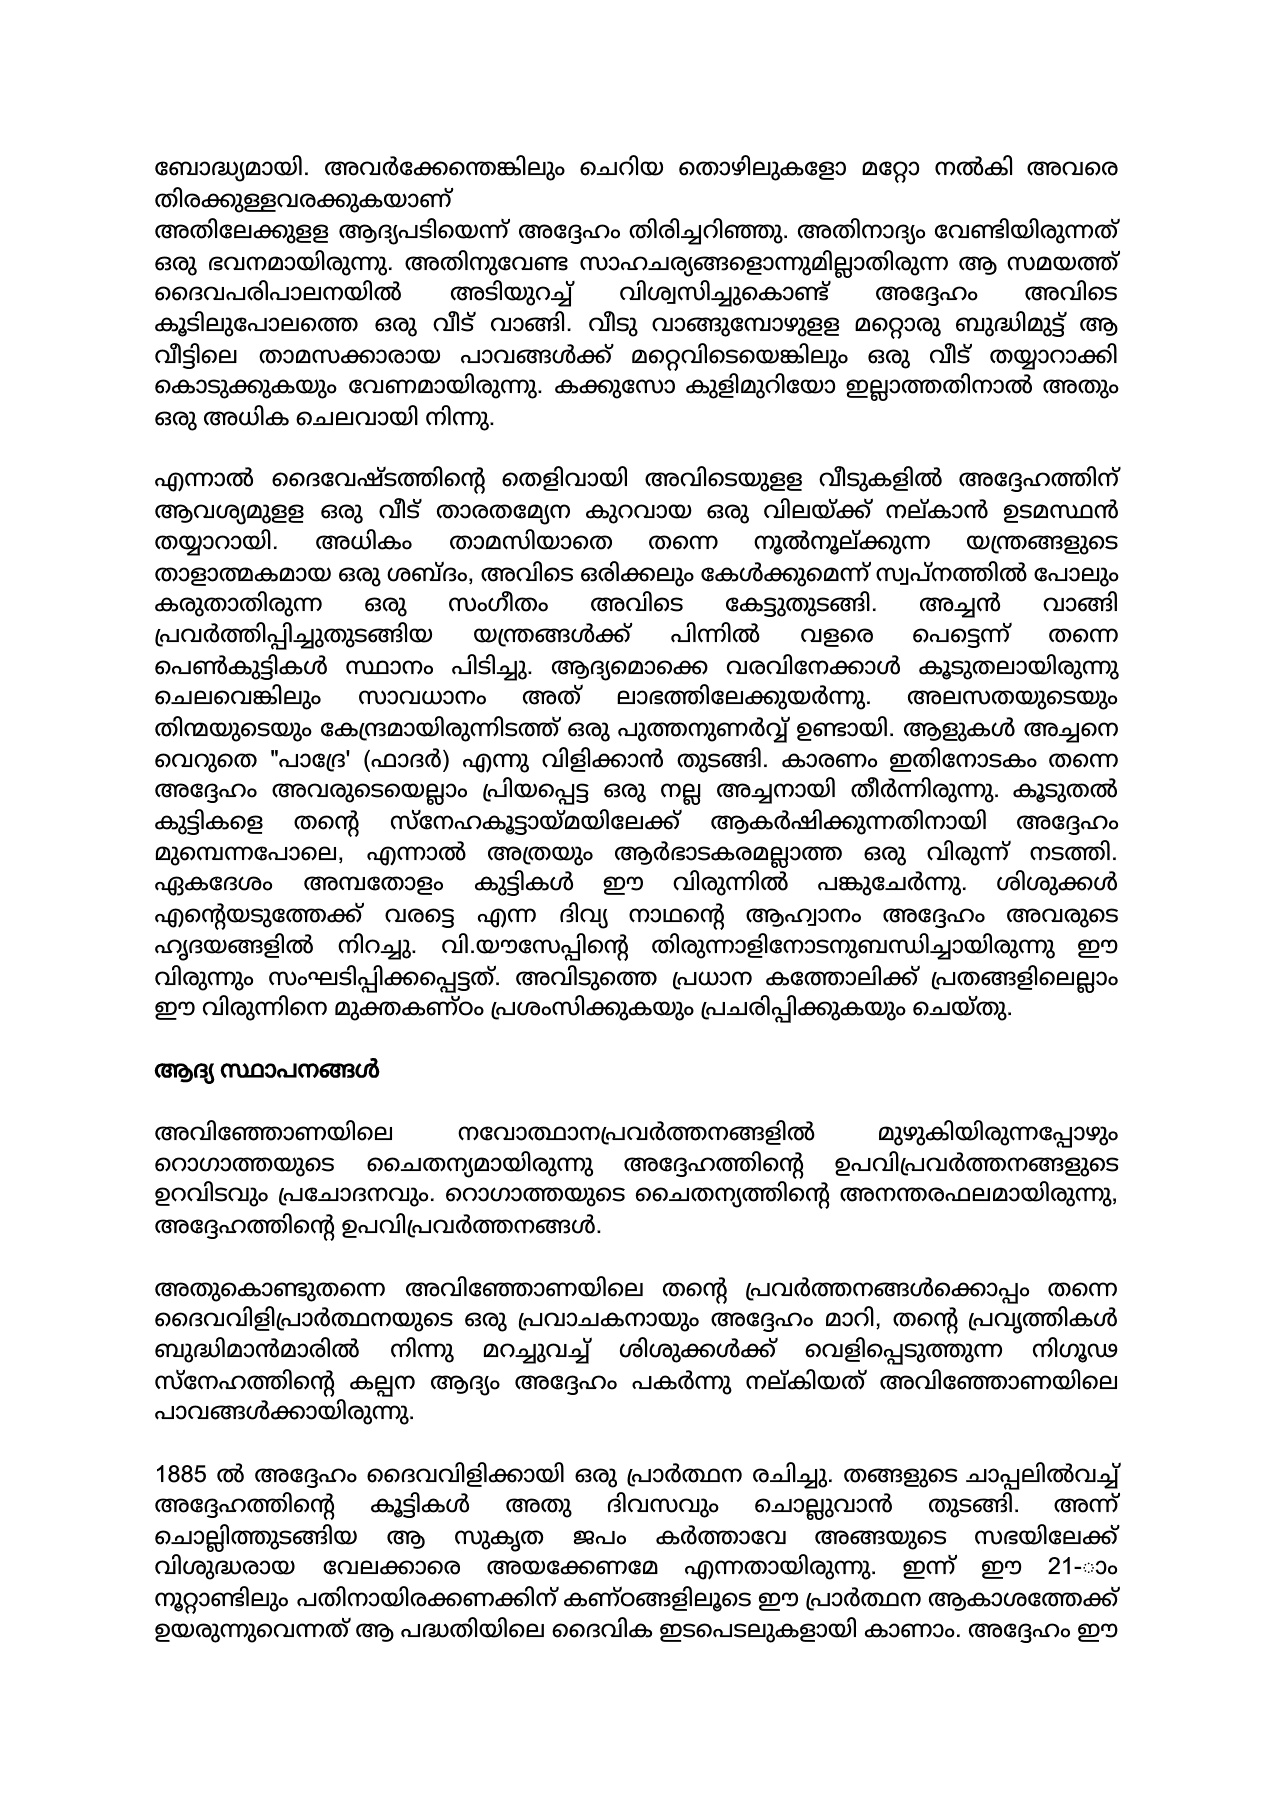 ബോദ്ധ്യമായി. അവർക്കേന്തെങ്കിലും ചെറിയ തൊഴിലുകളോ മറ്റോ നൽകി അവരെ
തിരക്കുള്ളവരക്കുകയാണ്
അതിലേക്കുളള ആദ്യപടിയെന്ന് അദ്ദേഹം തിരിച്ചറിഞ്ഞു. അതിനാദ്യം വേണ്ടിയിരുന്നത്
ഒരു ഭവനമായിരുന്നു. അതിനുവേണ്ട സാഹചര്യങ്ങളൊന്നുമില്ലാതിരുന്ന ആ സമയത്ത്
ദൈവപരിപാലനയിൽ അടിയുറച്ച് വിശ്വസിച്ചുകൊണ്ട് അദ്ദേഹം അവിടെ
കൂടിലുപോലത്തെ ഒരു വീട് വാങ്ങി. വീടു വാങ്ങുമ്പോഴുളള മറ്റൊരു ബുദ്ധിമുട്ട് ആ
വീട്ടിലെ താമസക്കാരായ പാവങ്ങൾക്ക് മറ്റെവിടെയെങ്കിലും ഒരു വീട് തയ്യാറാക്കി
കൊടുക്കുകയും വേണമായിരുന്നു. കക്കുസോ കുളിമുറിയോ ഇല്ലാത്തതിനാൽ അതും
ഒരു അധിക ചെലവായി നിന്നു.
എന്നാൽ ദൈവേഷ്ടത്തിന്റെ തെളിവായി അവിടെയുളള വീടുകളിൽ അദ്ദേഹത്തിന്
ആവശ്യമുളള ഒരു വീട് താരതമ്യേന കുറവായ ഒരു വിലയ്ക്ക് നല്കാൻ ഉടമസ്ഥൻ
തയ്യാറായി. അധികം താമസിയാതെ തന്നെ നൂൽനൂല്ക്കുന്ന യന്ത്രങ്ങളുടെ
താളാത്മകമായ ഒരു ശബ്ദം, അവിടെ ഒരിക്കലും കേൾക്കുമെന്ന് സ്വപ്നത്തിൽ പോലും
കരുതാതിരുന്ന ഒരു സംഗീതം അവിടെ കേട്ടുതുടങ്ങി. അച്ചൻ വാങ്ങി
പ്രവർത്തിപ്പിച്ചുതുടങ്ങിയ യന്ത്രങ്ങൾക്ക് പിന്നിൽ വളരെ പെട്ടെന്ന് തന്നെ
പെൺകുട്ടികൾ സ്ഥാനം പിടിച്ചു. ആദ്യമൊക്കെ വരവിനേക്കാൾ കൂടുതലായിരുന്നു
ചെലവെങ്കിലും സാവധാനം അത് ലാഭത്തിലേക്കുയർന്നു. അലസതയുടെയും
തിന്മയുടെയും കേന്ദ്രമായിരുന്നിടത്ത് ഒരു പുത്തനുണർവ്വ് ഉണ്ടായി. ആളുകൾ അച്ചനെ
വെറുതെ "പാദ്രേ' (ഫാദർ) എന്നു വിളിക്കാൻ തുടങ്ങി. കാരണം ഇതിനോടകം തന്നെ
അദ്ദേഹം അവരുടെയെല്ലാം പ്രിയപ്പെട്ട ഒരു നല്ല അച്ചനായി തീർന്നിരുന്നു. കൂടുതൽ
കുട്ടികളെ തന്റെ സ്നേഹകൂട്ടായ്മയിലേക്ക് ആകർഷിക്കുന്നതിനായി അദ്ദേഹം
മുമ്പെന്നപോലെ, എന്നാൽ അത്രയും ആർഭാടകരമല്ലാത്ത ഒരു വിരുന്ന് നടത്തി.
ഏകദേശം അമ്പതോളം കുട്ടികൾ ഈ വിരുന്നിൽ പങ്കുചേർന്നു. ശിശുക്കൾ
എന്റെയടുത്തേക്ക് വരട്ടെ എന്ന ദിവ്യ നാഥന്റെ ആഹ്വാനം അദ്ദേഹം അവരുടെ
ഹൃദയങ്ങളിൽ നിറച്ചു. വി.യൗസേപ്പിന്റെ തിരുന്നാളിനോടനുബന്ധിച്ചായിരുന്നു ഈ
വിരുന്നും സംഘടിപ്പിക്കപ്പെട്ടത്. അവിടുത്തെ പ്രധാന കത്തോലിക്ക് പ്രതങ്ങളിലെല്ലാം
ഈ വിരുന്നിനെ മുക്തകണ്ഠം പ്രശംസിക്കുകയും പ്രചരിപ്പിക്കുകയും ചെയ്തു.
ആദ്യ സ്ഥാപനങ്ങൾ
അവിഞ്ഞോണയിലെ നവോത്ഥാനപ്രവർത്തനങ്ങളിൽ മുഴുകിയിരുന്നപ്പോഴും
റൊഗാത്തയുടെ ചൈതന്യമായിരുന്നു അദ്ദേഹത്തിന്റെ ഉപവിപ്രവർത്തനങ്ങളുടെ
ഉറവിടവും പ്രചോദനവും. റൊഗാത്തയുടെ ചൈതന്യത്തിന്റെ അനന്തരഫലമായിരുന്നു,
അദ്ദേഹത്തിന്റെ ഉപവിപ്രവർത്തനങ്ങൾ.
അതുകൊണ്ടുതന്നെ അവിഞ്ഞോണയിലെ തന്റെ പ്രവർത്തനങ്ങൾക്കൊപ്പം തന്നെ
ദൈവവിളിപ്രാർത്ഥനയുടെ ഒരു പ്രവാചകനായും അദ്ദേഹം മാറി, തന്റെ പ്രവൃത്തികൾ
ബുദ്ധിമാൻമാരിൽ നിന്നു മറച്ചുവച്ച് ശിശുക്കൾക്ക് വെളിപ്പെടുത്തുന്ന നിഗൂഢ
സ്നേഹത്തിന്റെ കല്പന ആദ്യം അദ്ദേഹം പകർന്നു നല്കിയത് അവിഞ്ഞോണയിലെ
പാവങ്ങൾക്കായിരുന്നു.
1885 ൽ അദ്ദേഹം ദൈവവിളിക്കായി ഒരു പ്രാർത്ഥന രചിച്ചു. തങ്ങളുടെ ചാപ്പലിൽവച്ച്
അദ്ദേഹത്തിന്റെ കൂട്ടികൾ അതു ദിവസവും ചൊല്ലുവാൻ തുടങ്ങി. അന്ന്
ചൊല്ലിത്തുടങ്ങിയ ആ സുകൃത ജപം കർത്താവേ അങ്ങയുടെ സഭയിലേക്ക്
വിശുദ്ധരായ വേലക്കാരെ അയക്കേണമേ എന്നതായിരുന്നു. ഇന്ന് ഈ 21-ാം
നൂറ്റാണ്ടിലും പതിനായിരക്കണക്കിന് കണ്ഠങ്ങളിലൂടെ ഈ പ്രാർത്ഥന ആകാശത്തേക്ക്
ഉയരുന്നുവെന്നത് ആ പദ്ധതിയിലെ ദൈവിക ഇടപെടലുകളായി കാണാം. അദ്ദേഹം ഈ